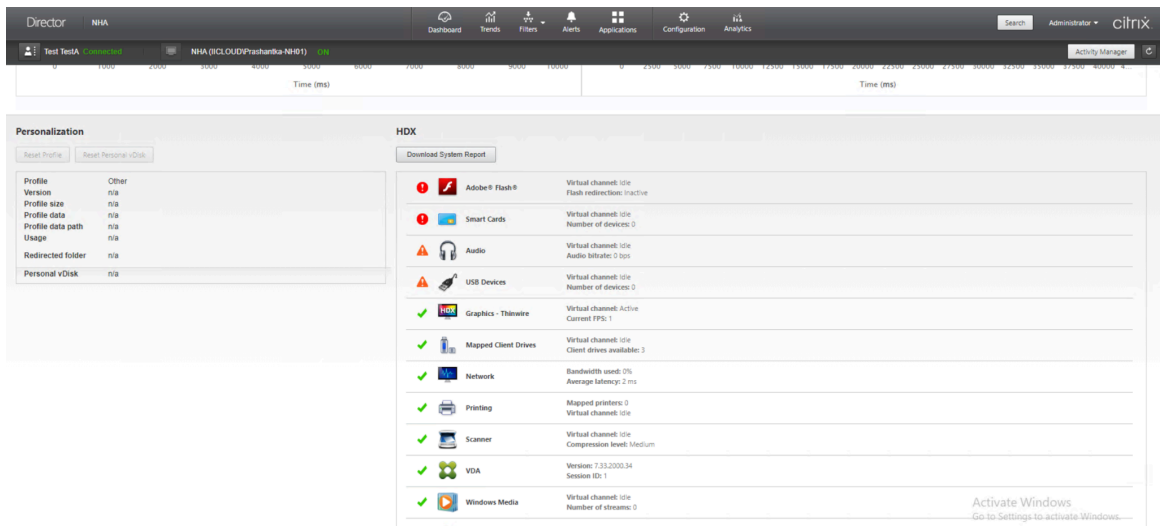 Director NHA Dashboard Trends Filters Alerts Applications Configuration Analytics Search Administrator citrix
Test TestA Connected NHA (IICLOUD\Prashantka-NH01) ON Activity Manager
Time (ms) Time (ms)
Personalization
Reset Profile Reset Personal vDisk
Profile Other
Version n/a
Profile size n/a
Profile data n/a
Profile data path n/a
Usage n/a
Redirected folder n/a
Personal vDisk n/a
HDX
Download System Report
Adobe® Flash®
Virtual channel: Idle
Flash redirection: Inactive
Smart Cards
Virtual channel: Idle
Number of devices: 0
Audio
Virtual channel: Idle
Audio bitrate: 0 bps
USB Devices
Virtual channel: Idle
Number of devices: 0
HDX
Graphics - Thinwire
Virtual channel: Active
Current FPS: 1
Mapped Client Drives
Virtual channel: Idle
Client drives available: 3
Network
Bandwidth used: 0%
Average latency: 2 ms
Printing
Mapped printers: 0
Virtual channel: Idle
Scanner
Virtual channel: Idle
Compression level: Medium
VDA
Version: 7.33.2000.34
Session ID: 1
Windows Media
Virtual channel: Idle
Number of streams: 0
Activate Windows
Go to Settings to activate Windows.